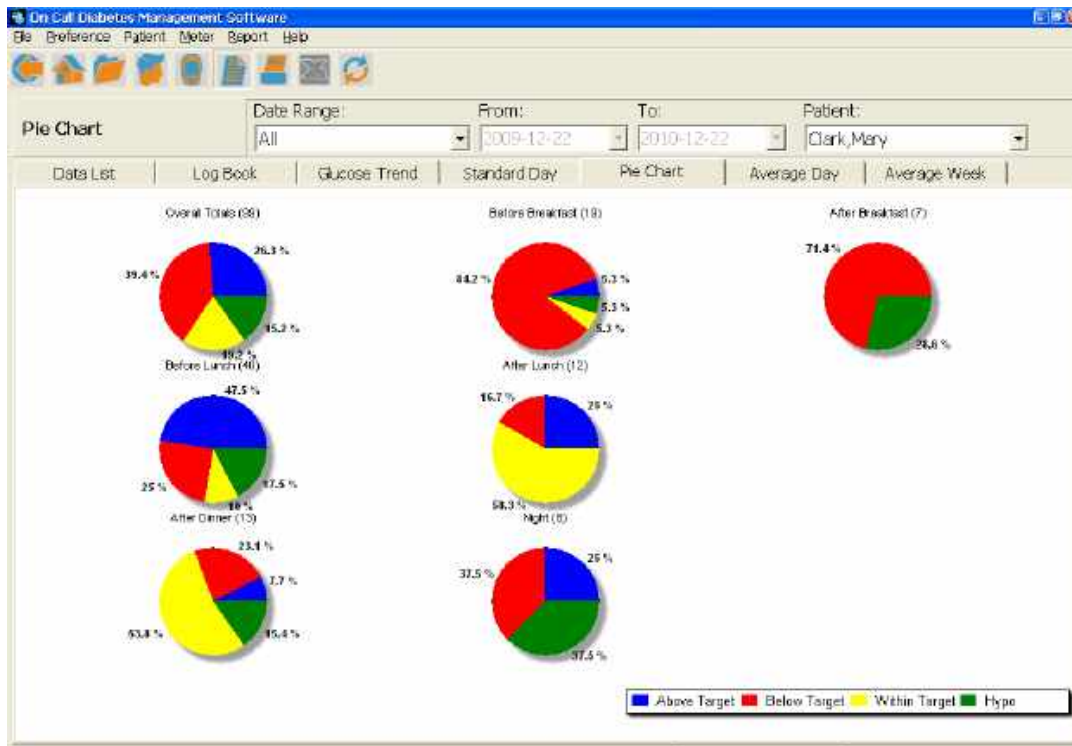 On Call Diabetes Management Software
File Preference Patient Meter Report Help
Pie Chart
Date Range: From: To: Patient:
All 2009-12-22 2010-12-22 Clark,Mary
Data List Log Book Glucose Trend Standard Day Pie Chart Average Day Average Week
Overall Totals (99) Before Breakfast (19) After Breakfast (7)
26.3 %
39.4 %
15.2 %
19.2 %
84.2 %
5.3 %
5.3 %
5.3 %
71.4 %
28.6 %
Before Lunch (40) After Lunch (12)
47.5 %
25 %
17.5 %
10 %
16.7 %
25 %
58.3 %
After Dinner (13) Night (8)
23.1 %
7.7 %
53.8 %
15.4 %
37.5 %
25 %
37.5 %
Above Target Below Target Within Target Hypo